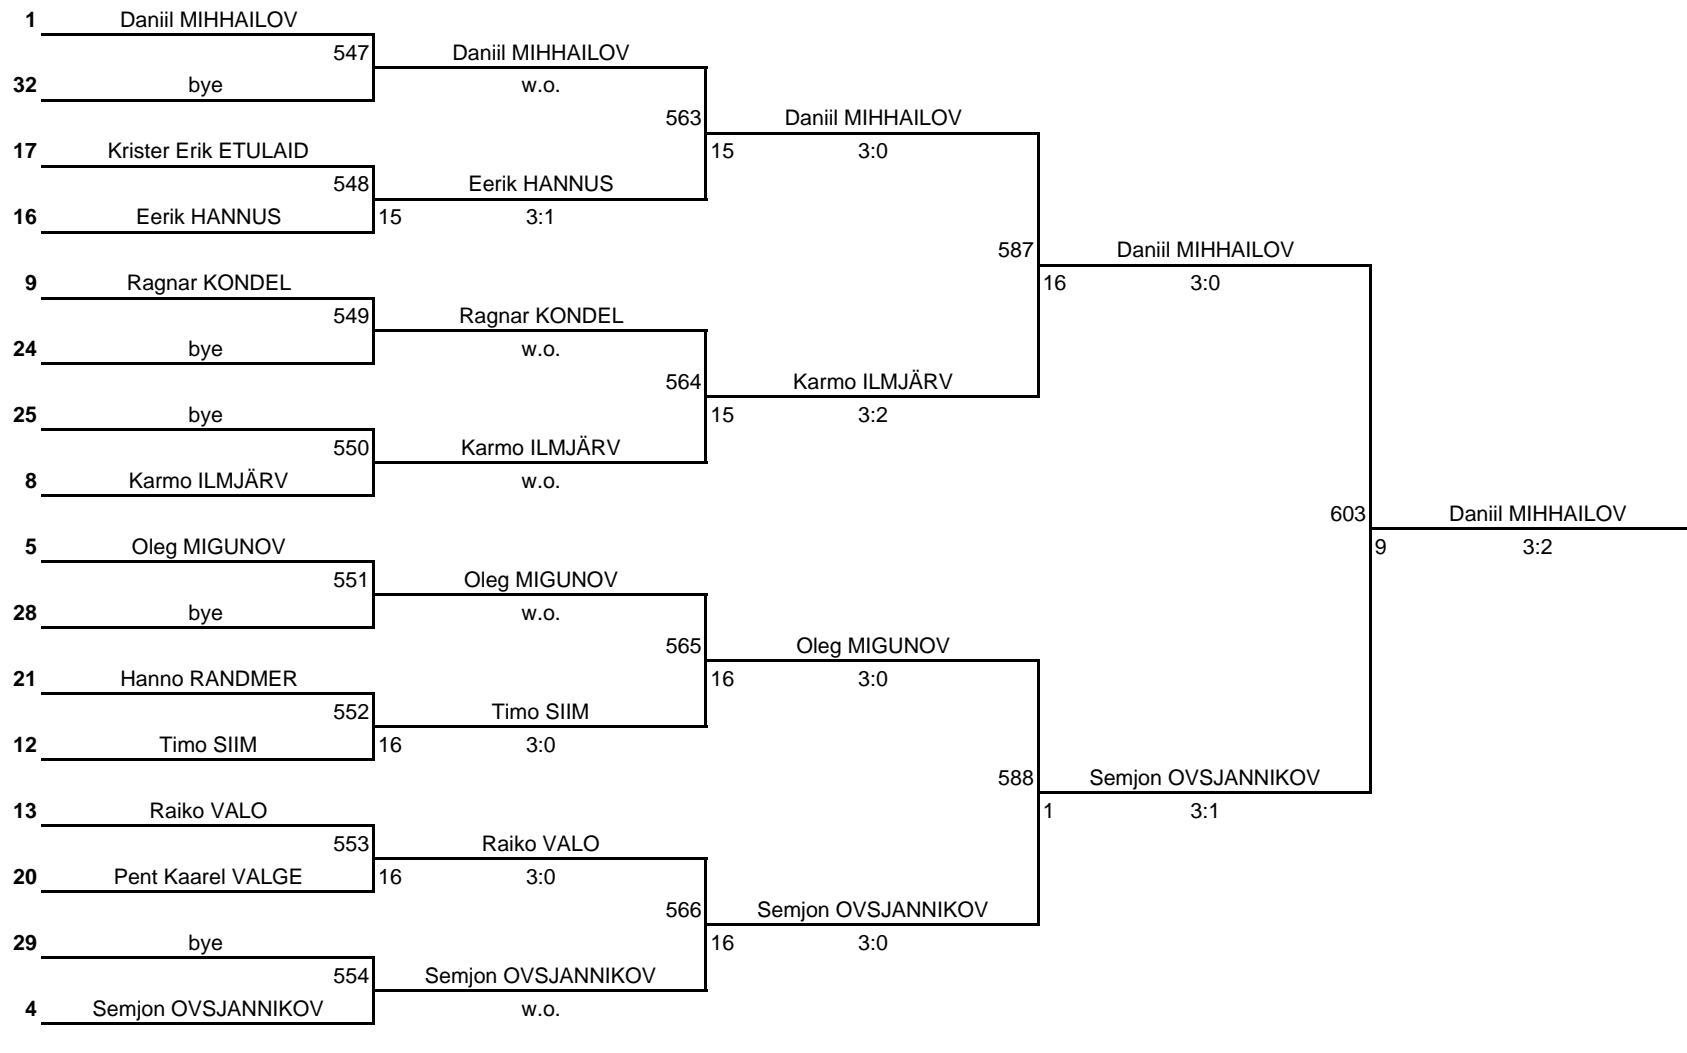 1 Daniil MIHHAILOV
547 Daniil MIHHAILOV
32 bye w.o.
563 Daniil MIHHAILOV
17 Krister Erik ETULAID 15 3:0
548 Eerik HANNUS
16 Eerik HANNUS 15 3:1
587 Daniil MIHHAILOV
9 Ragnar KONDEL 16 3:0
549 Ragnar KONDEL
24 bye w.o.
564 Karmo ILMJÄRV
25 bye 15 3:2
550 Karmo ILMJÄRV
8 Karmo ILMJÄRV w.o.
603 Daniil MIHHAILOV
5 Oleg MIGUNOV 9 3:2
551 Oleg MIGUNOV
28 bye w.o.
565 Oleg MIGUNOV
21 Hanno RANDMER 16 3:0
552 Timo SIIM
12 Timo SIIM 16 3:0
588 Semjon OVSJANNIKOV
13 Raiko VALO 1 3:1
553 Raiko VALO
20 Pent Kaarel VALGE 16 3:0
566 Semjon OVSJANNIKOV
29 bye 16 3:0
554 Semjon OVSJANNIKOV
4 Semjon OVSJANNIKOV w.o.